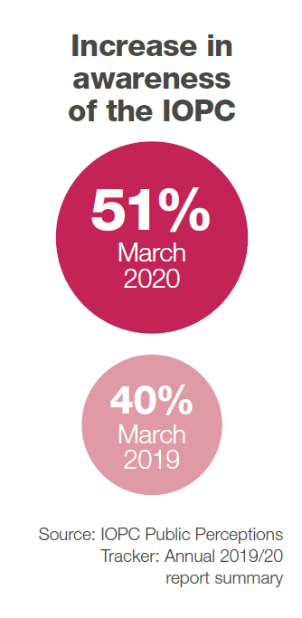 Increase in
awareness
of the IOPC
51%
March
2020
40%
March
2019
Source: IOPC Public Perceptions
Tracker: Annual 2019/20
report summary